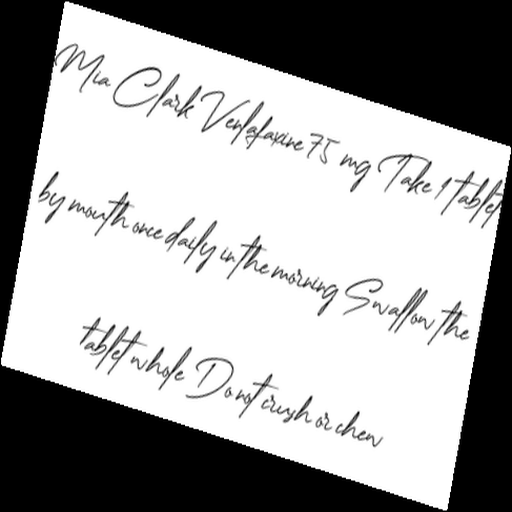 Mia Clark Venlafaxine 75 mg Take 1 tablet
by mouth once daily in the morning Swallow the
tablet whole Do not crush or chew